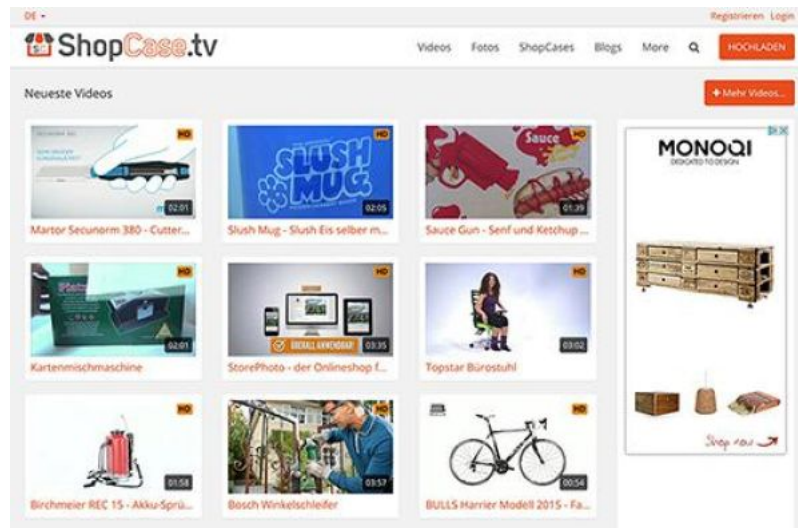 DE
Registrieren Login
ShopCase.tv
Videos Fotos ShopCases Blogs More HOCHLADEN
Neueste Videos
+ Mehr Videos...
HD HD HD
SLUSH
MUG
Sauce
02:01 02:05 01:39
Martor Secunorm 380 - Cutter...
Slush Mug - Slush Eis selber m...
Sauce Gun - Senf und Ketchup ...
MONOQI
DEDICATED TO DESIGN
HD HD HD
ÜBERALL ANWENDBAR!
02:01 03:35 03:02
Kartenmischmaschine
StorePhoto - der Onlineshop f...
Topstar Bürostuhl
HD HD HD
01:58 03:57 00:54
Birchmeier REC 15 - Akku-Sprü...
Bosch Winkelschleifer
BULLS Harrier Modell 2015 - Fa...
Shop now